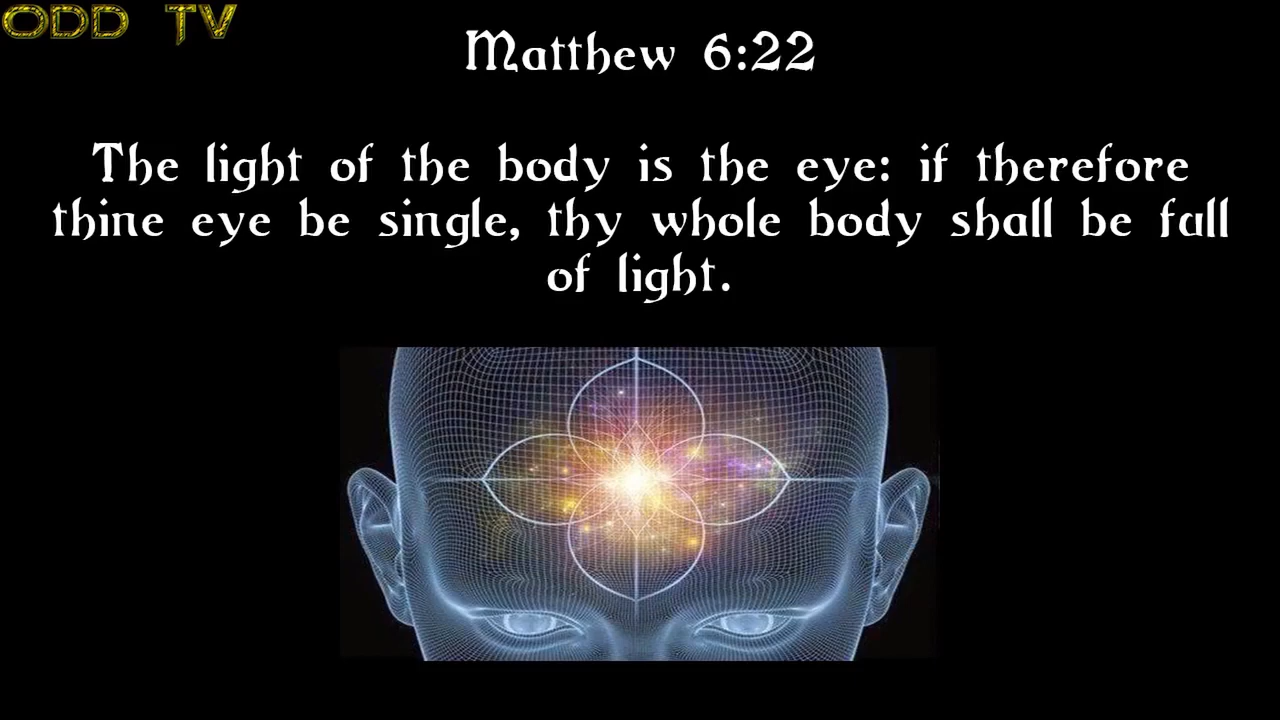 ODD TV
Matthew 6:22
The light of the body is the eye: if therefore
thine eye be single, thy whole body shall be full
of light.